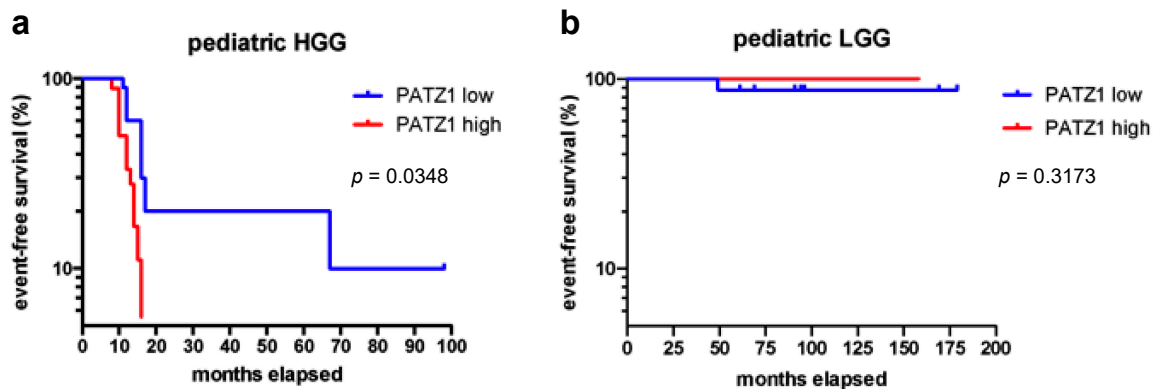 a
pediatric HGG
event-free survival (%)
100
10
0 10 20 30 40 50 60 70 80 90 100
months elapsed
PATZ1 low
PATZ1 high
p = 0.0348
b
pediatric LGG
event-free survival (%)
100
10
0 25 50 75 100 125 150 175 200
months elapsed
PATZ1 low
PATZ1 high
p = 0.3173